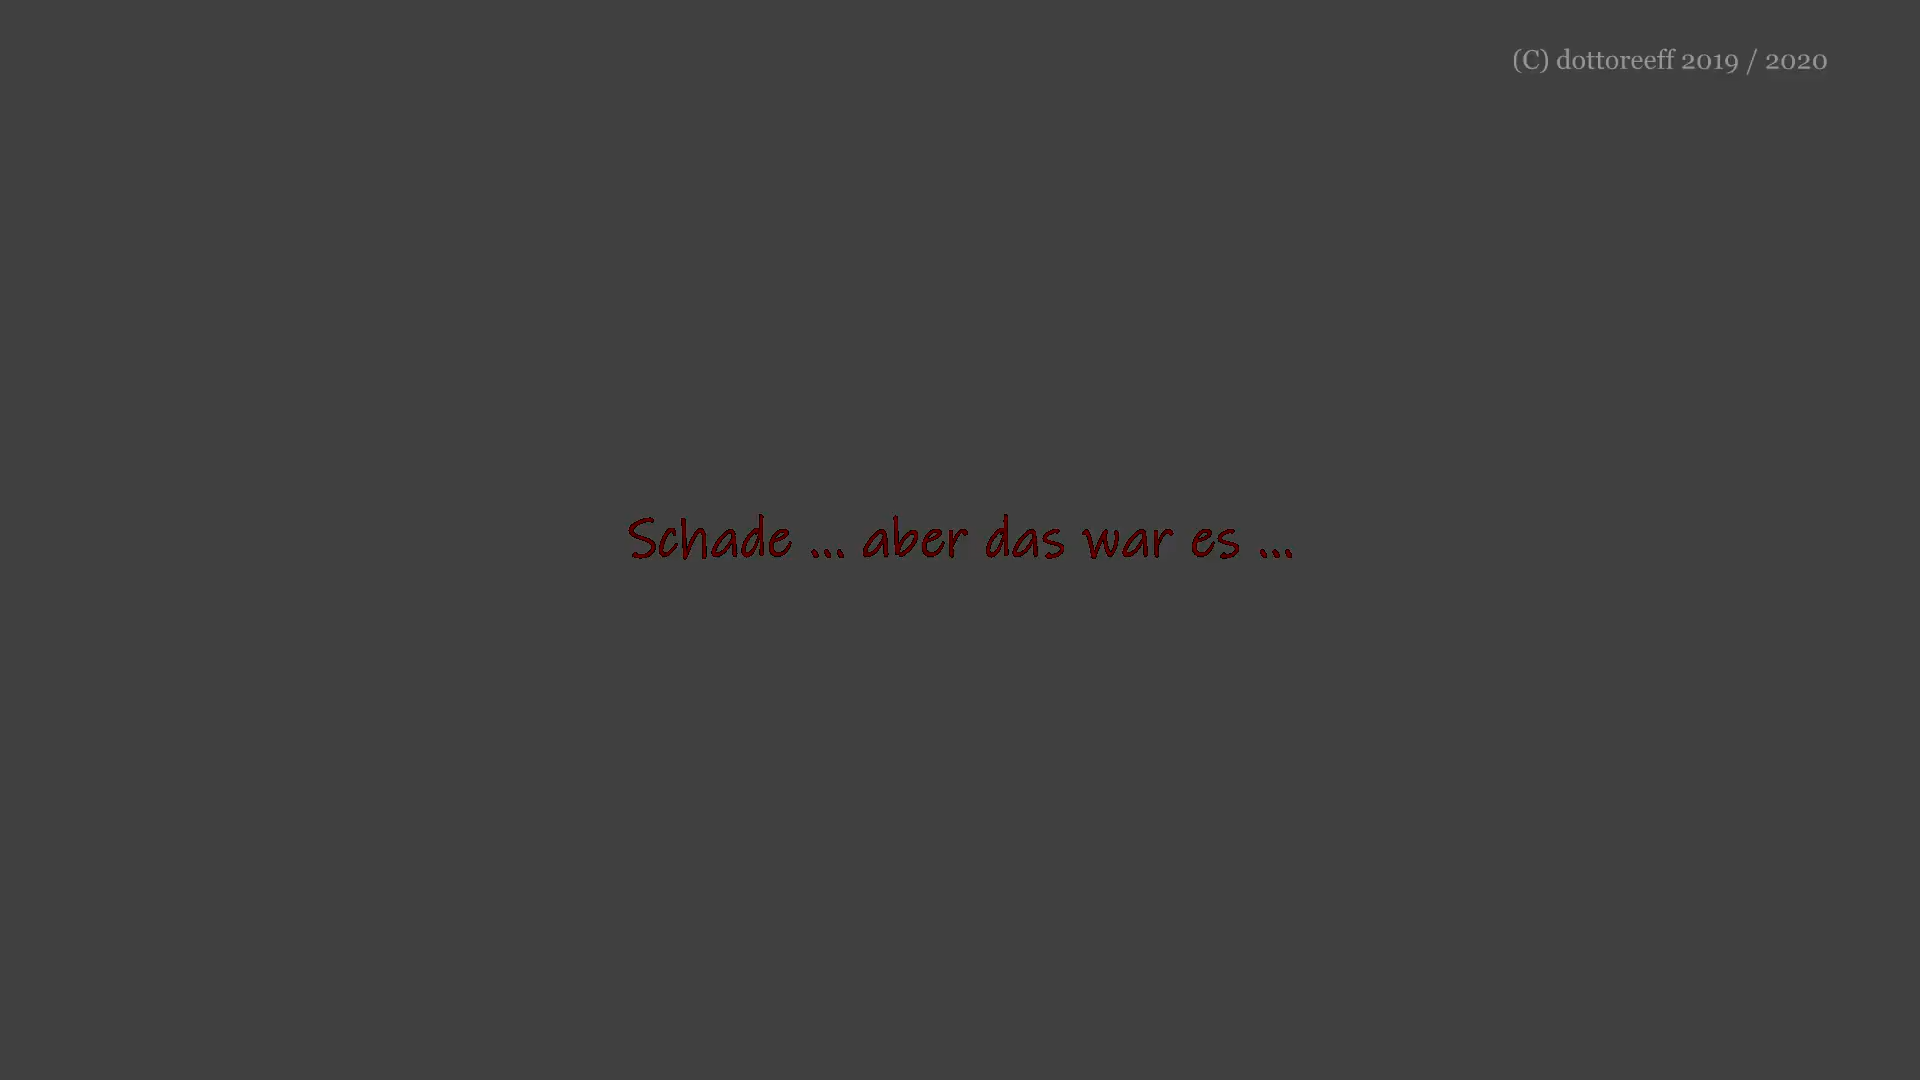 (C) dottoreeff 2019 / 2020
Schade ... aber das war es ...